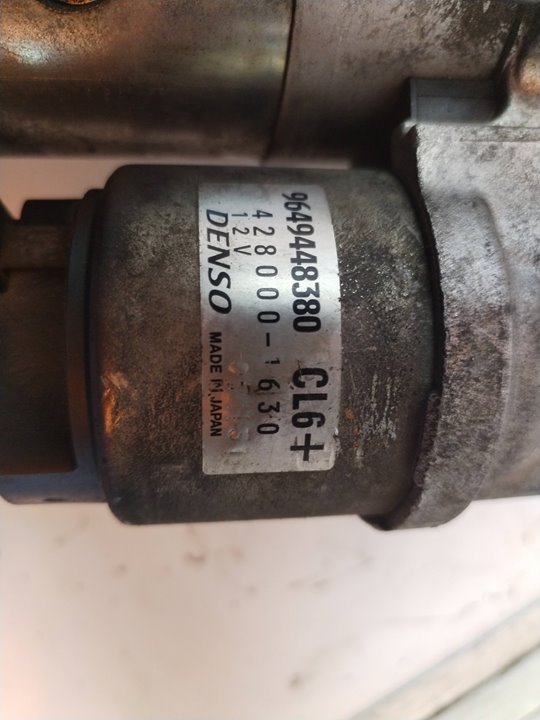 9649448380 CL6+
428000-1630
12V
DENSO MADE IN JAPAN